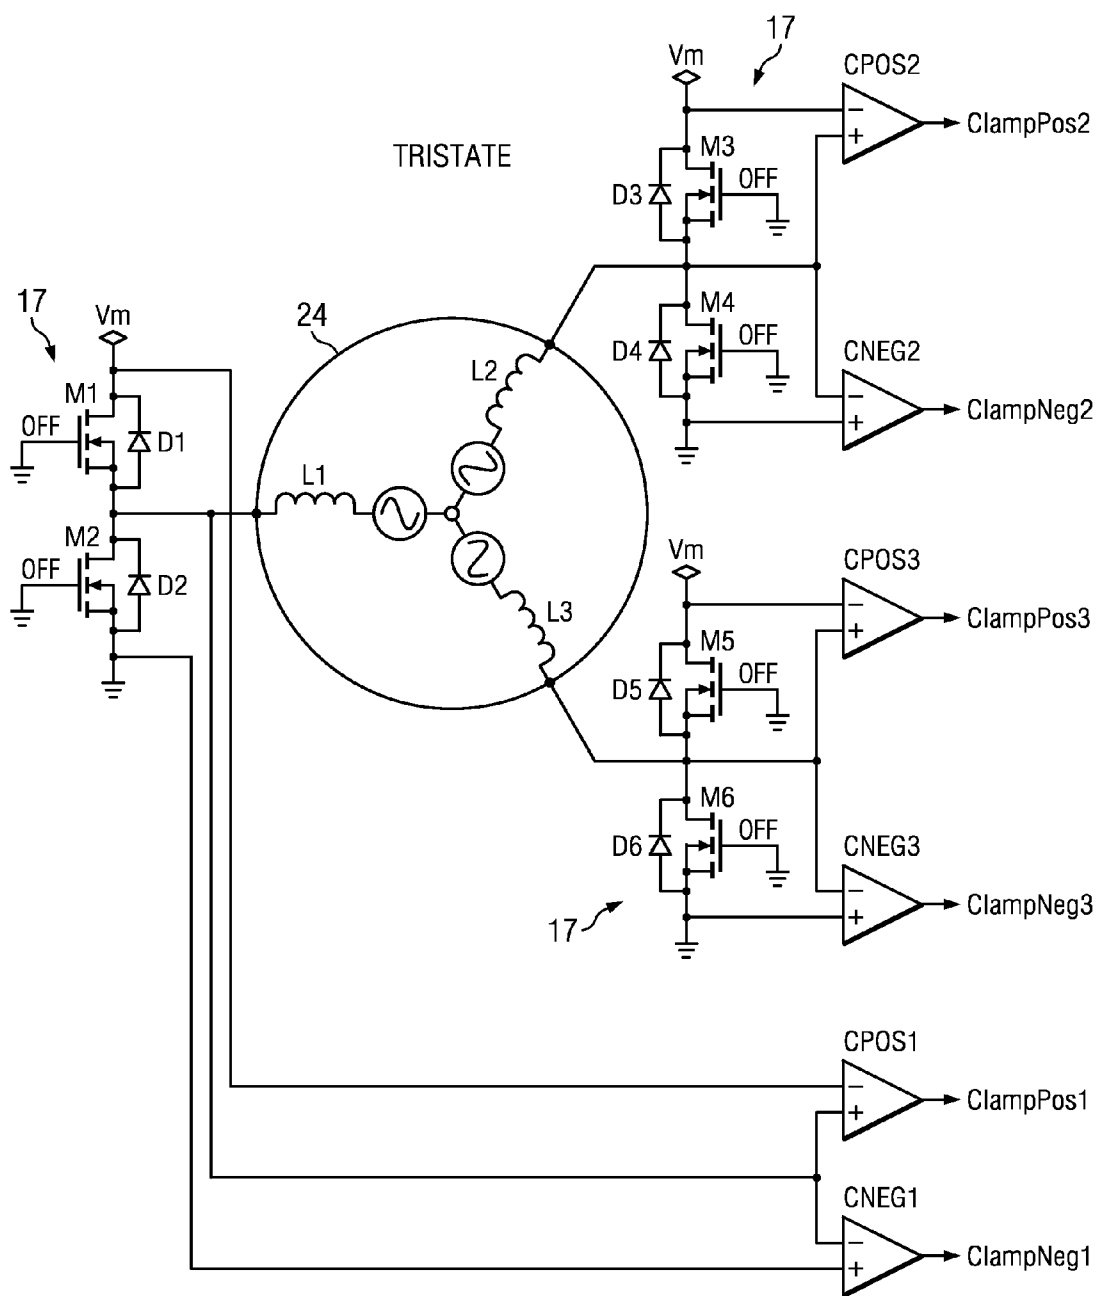 17
Vm
CPOS2
−
+
ClampPos2
TRISTATE
M3
OFF
D3
17
Vm
24
M4
OFF
D4
CNEG2
−
+
ClampNeg2
L2
M1
OFF
D1
L1
M2
OFF
D2
Vm
CPOS3
−
+
ClampPos3
L3
M5
OFF
D5
M6
OFF
D6
CNEG3
−
+
ClampNeg3
17
CPOS1
−
+
ClampPos1
CNEG1
−
+
ClampNeg1